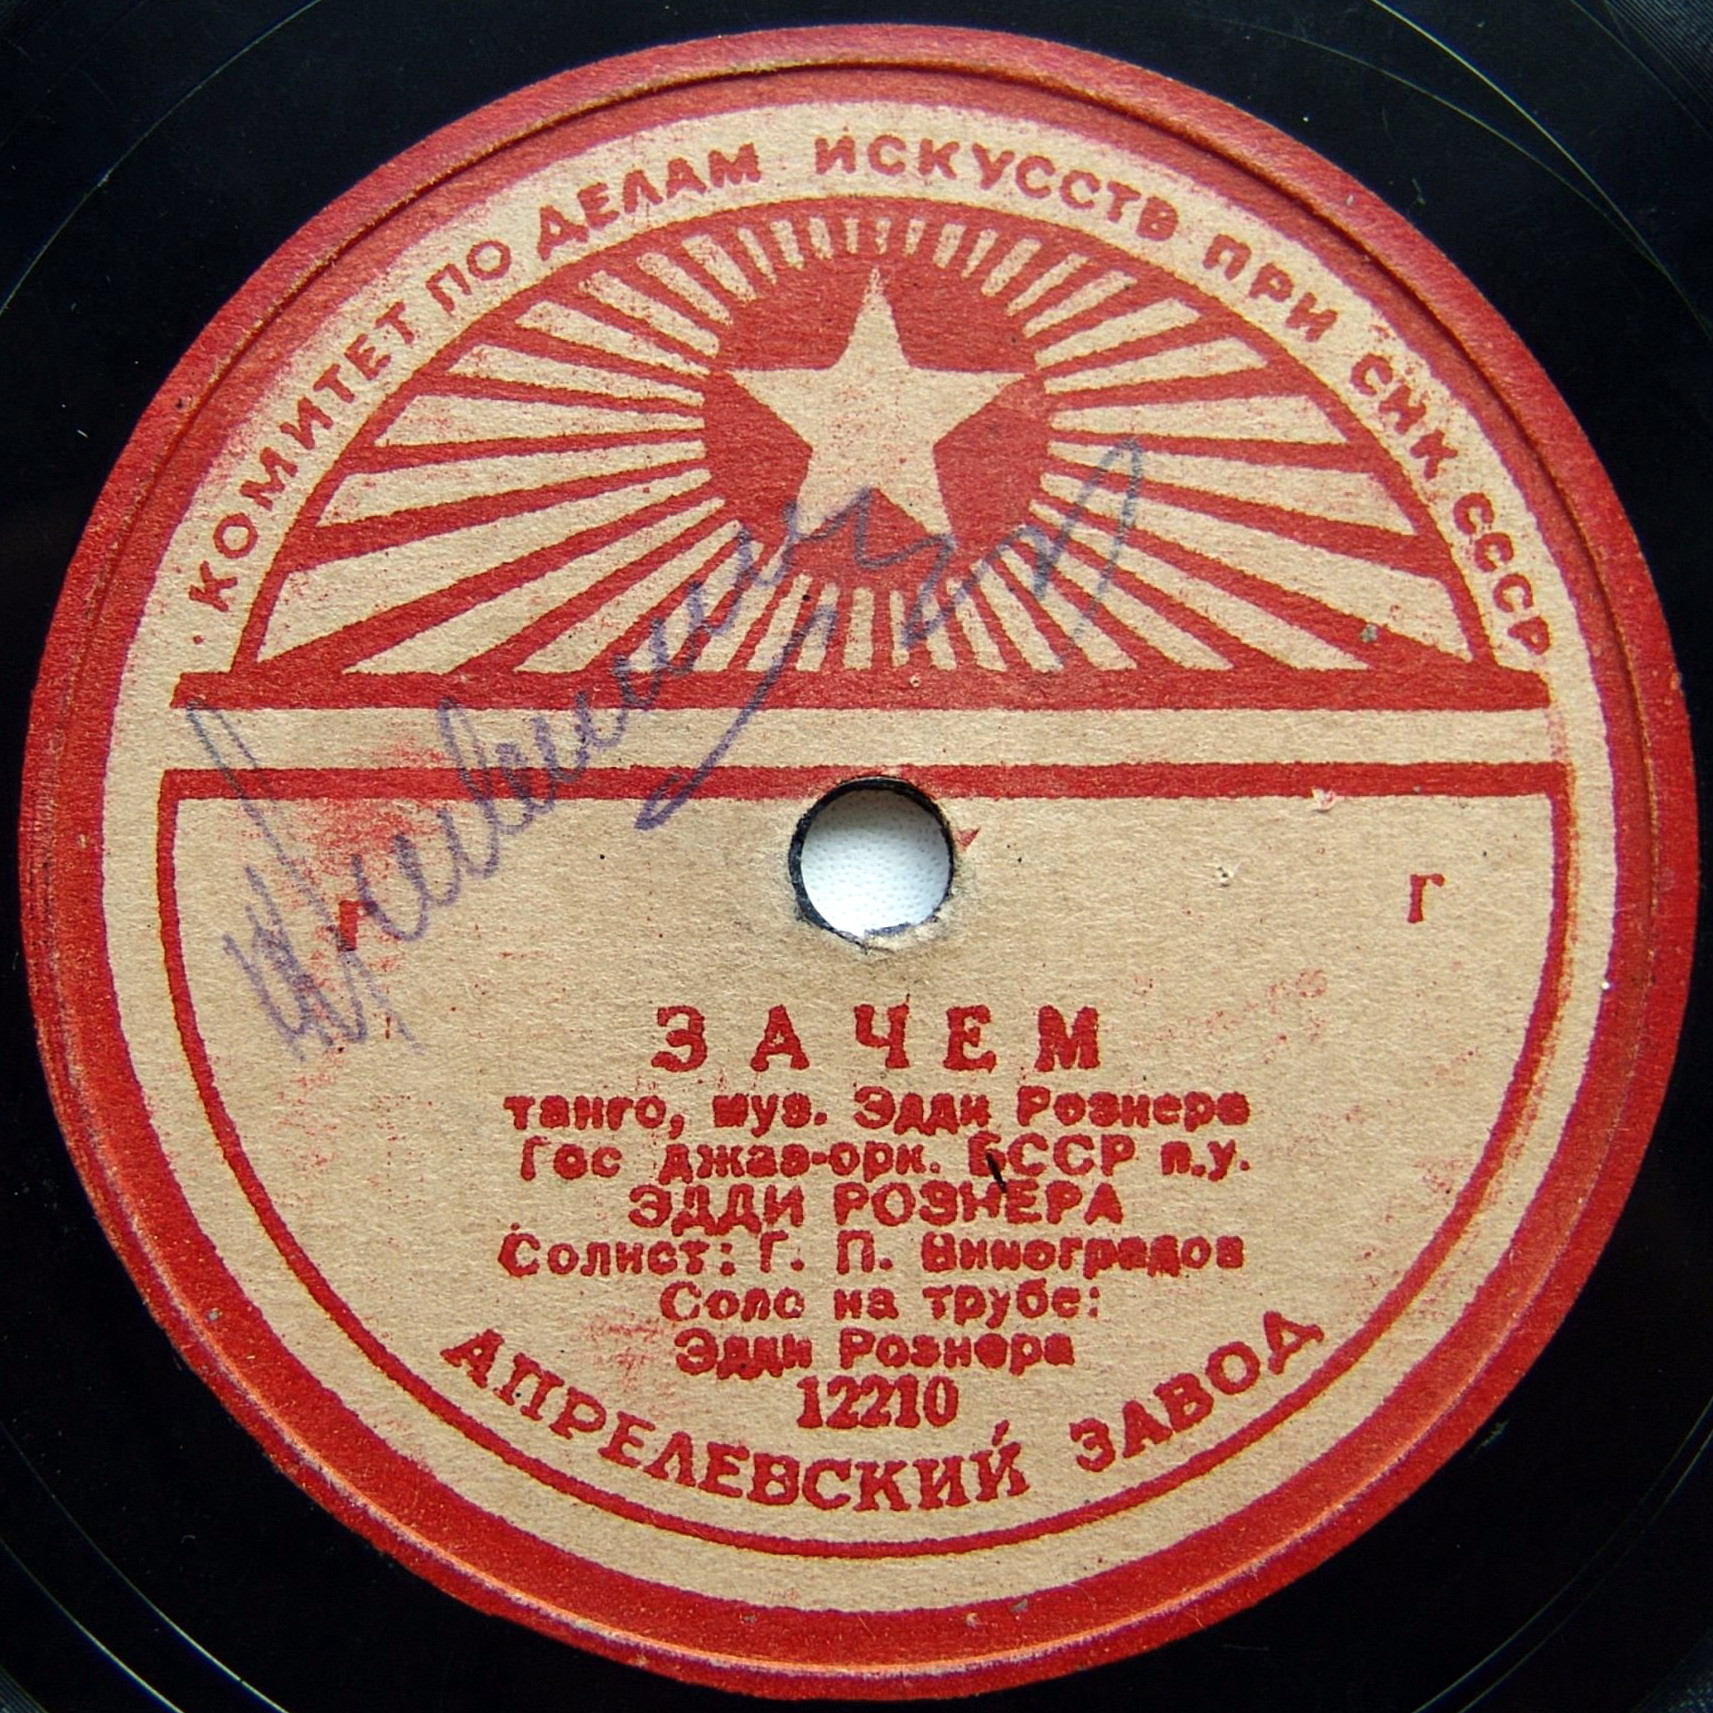 КОМИТЕТ ПО ДЕЛАМ ИСКУССТВ ПРИ СНК СССР
Г Г
ЗАЧЕМ
танго, муз. Эдди Рознера
Гос джаз-орк. БССР п.у.
ЭДДИ РОЗНЕРА
Солист: Г. П. Виноградов
Соло на трубе:
Эдди Рознера
12210
АПРЕЛЕВСКИЙ ЗАВОД